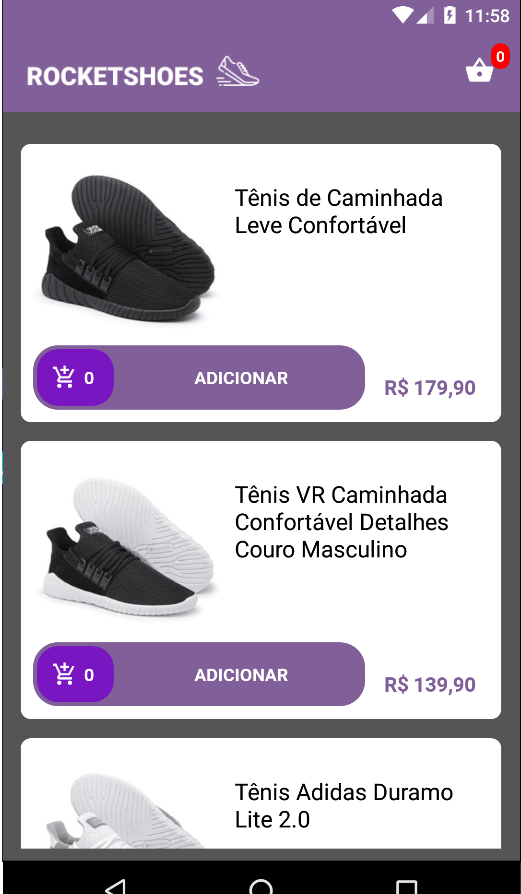 11:58
ROCKETSHOES
0
Tênis de Caminhada
Leve Confortável
0 ADICIONAR
R$ 179,90
Tênis VR Caminhada
Confortável Detalhes
Couro Masculino
0 ADICIONAR
R$ 139,90
Tênis Adidas Duramo
Lite 2.0